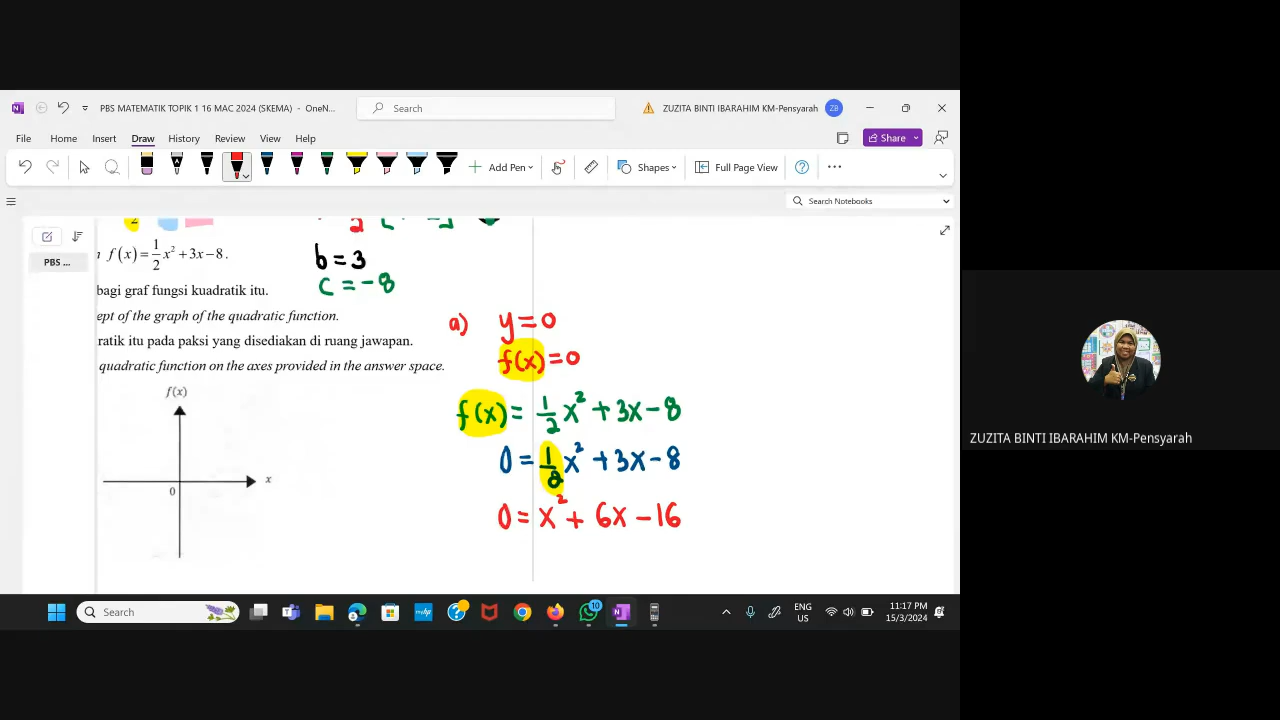 PBS MATEMATIK TOPIK 1 16 MAC 2024 (SKEMA) - OneN...
Search
ZUZITA BINTI IBARAHIM KM-Pensyarah
ZB
File Home Insert Draw History Review View Help
Share
Add Pen
Shapes
Full Page View
Search Notebooks
PBS ...
f(x) = 1/2 x² + 3x − 8.
bagi graf fungsi kuadratik itu.
ept of the graph of the quadratic function.
ratik itu pada paksi yang disediakan di ruang jawapan.
quadratic function on the axes provided in the answer space.
f(x)
x
0
b = 3
c = -8
a) y = 0
f(x) = 0
f(x) = 1/2 x² + 3x - 8
0 = 1/2 x² + 3x - 8
0 = x² + 6x - 16
ZUZITA BINTI IBARAHIM KM-Pensyarah
Search
10
ENG
US
11:17 PM
15/3/2024